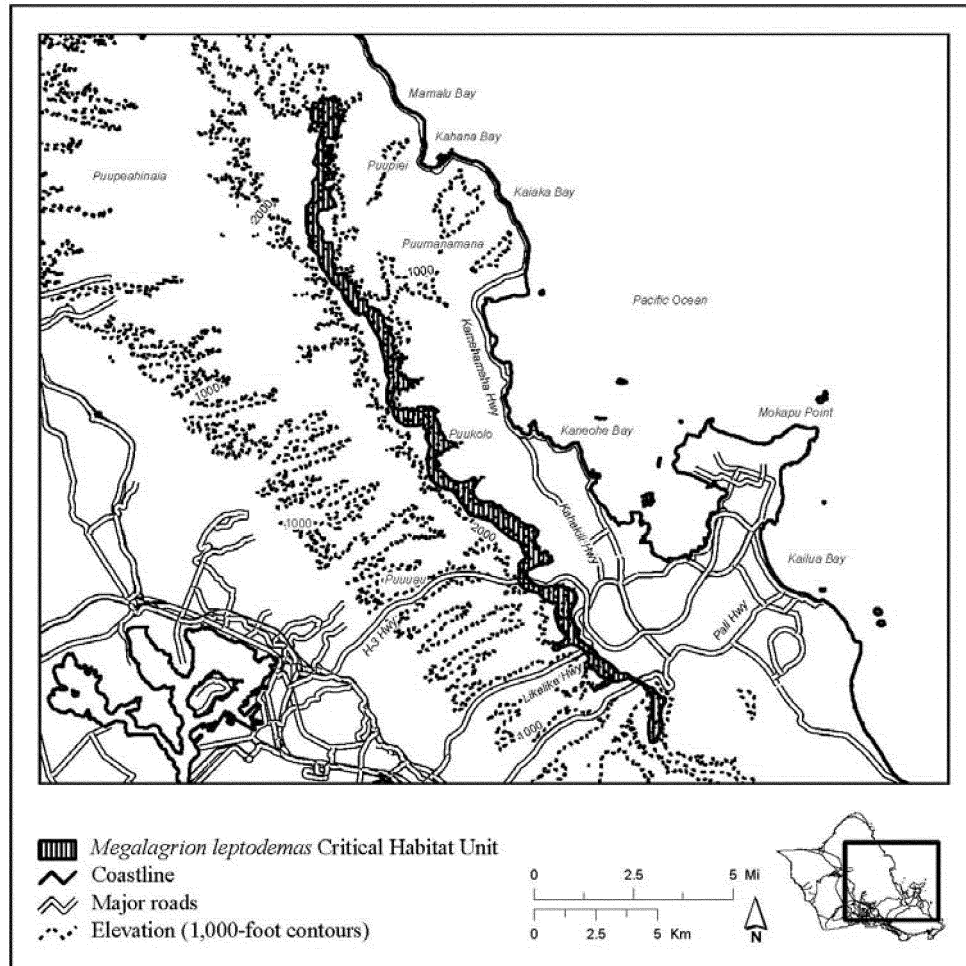 Mamalu Bay
Kahana Bay
Puupiei
Kaiaka Bay
Puupeahinaia
2000
Puumanamana
1000
Pacific Ocean
Kamehameha Hwy
1000
Mokapu Point
Puukolo
Kaneohe Bay
1000
2000
Kahekili Hwy
Kailua Bay
Puuuau
H-3 Hwy
Pali Hwy
Likelike Hwy
1000
Megalagrion leptodemas Critical Habitat Unit
Coastline
Major roads
Elevation (1,000-foot contours)
0 2.5 5 Mi
0 2.5 5 Km
N